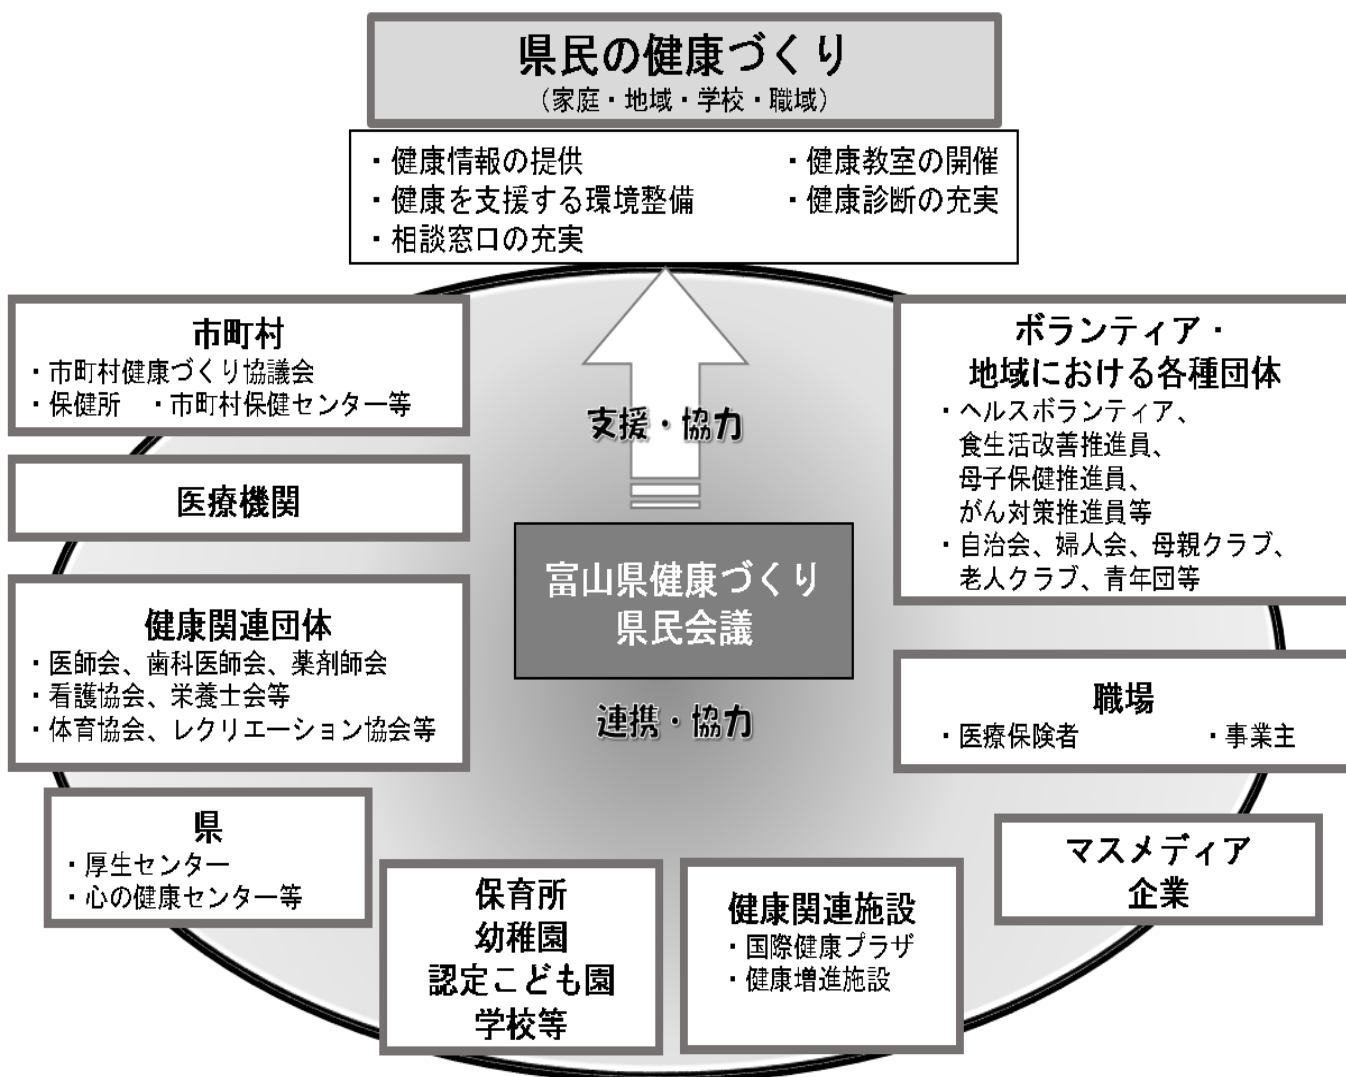 県民の健康づくり
（家庭・地域・学校・職域）
・健康情報の提供
・健康教室の開催
・健康を支援する環境整備
・健康診断の充実
・相談窓口の充実
市町村
・市町村健康づくり協議会
・保健所 ・市町村保健センター等
医療機関
健康関連団体
・医師会、歯科医師会、薬剤師会
・看護協会、栄養士会等
・体育協会、レクリエーション協会等
県
・厚生センター
・心の健康センター等
支援・協力
富山県健康づくり
県民会議
連携・協力
保育所
幼稚園
認定こども園
学校等
健康関連施設
・国際健康プラザ
・健康増進施設
ボランティア・
地域における各種団体
・ヘルスボランティア、
食生活改善推進員、
母子保健推進員、
がん対策推進員等
・自治会、婦人会、母親クラブ、
老人クラブ、青年団等
職場
・医療保険者 ・事業主
マスメディア
企業